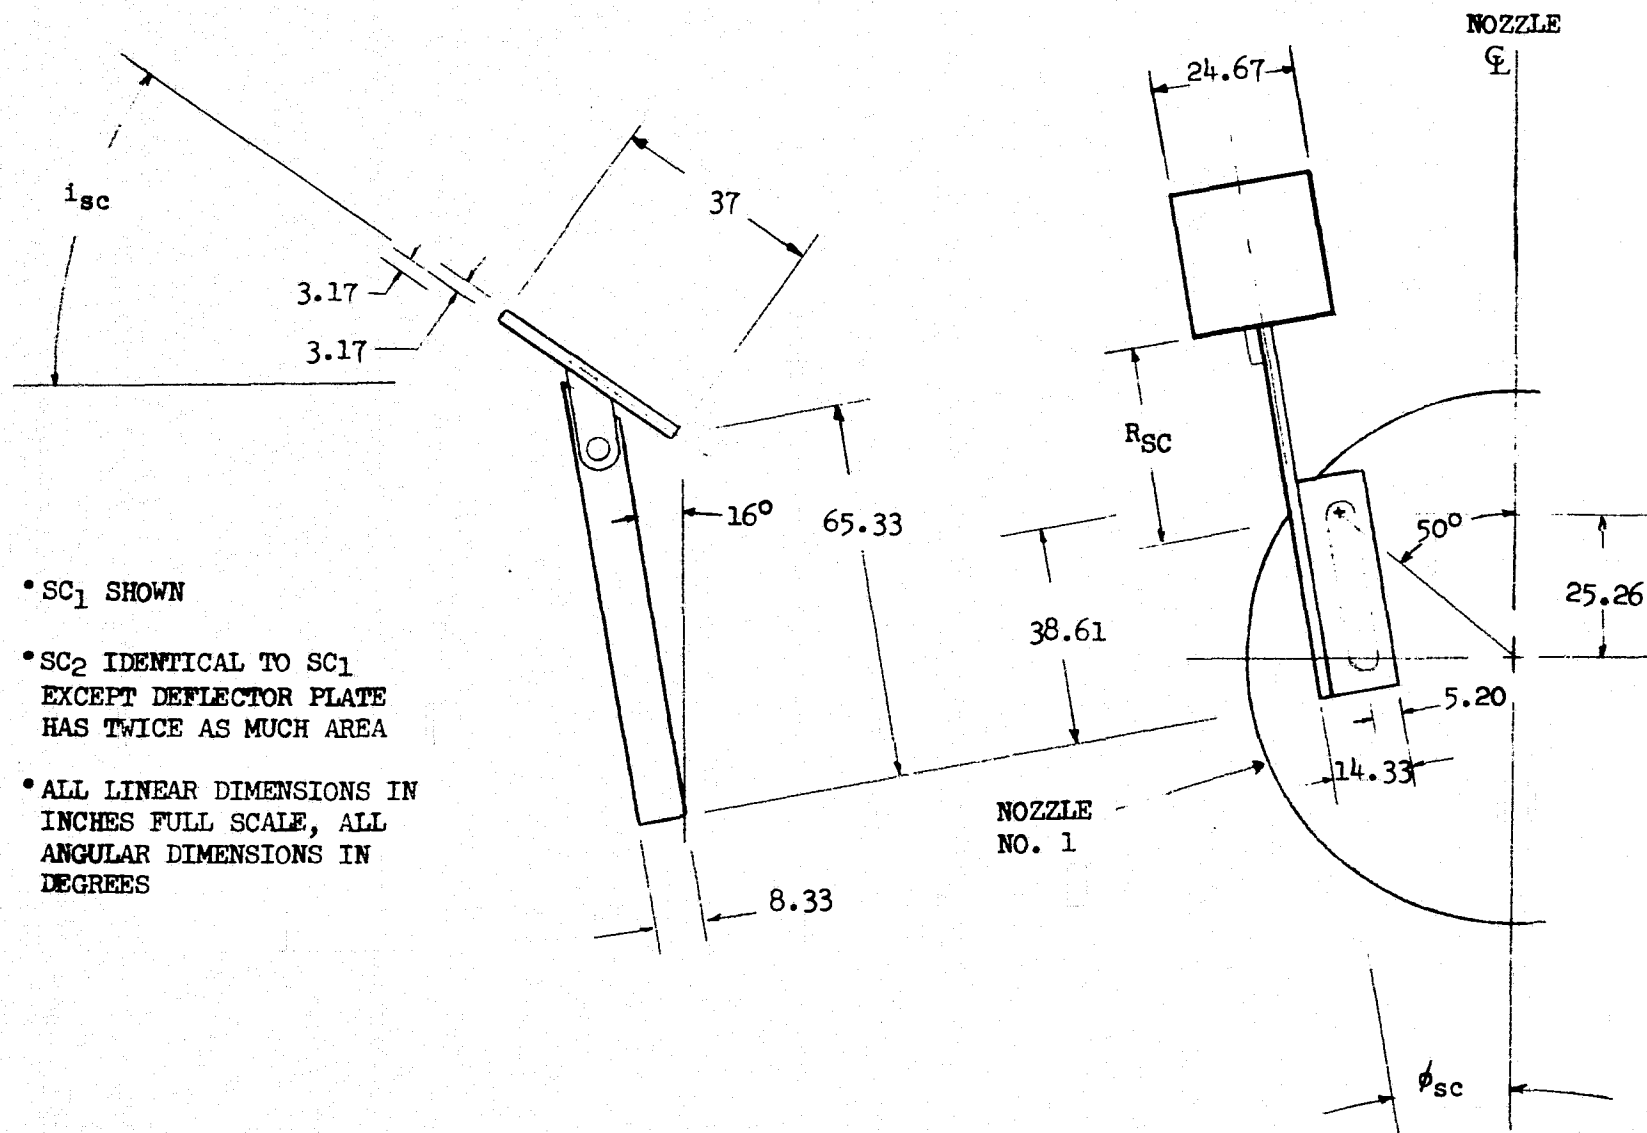 NOZZLE
℄
24.67
i_sc
37
3.17
3.17
R_SC
16°
65.33
50°
25.26
38.61
5.20
14.33
• SC₁ SHOWN
• SC₂ IDENTICAL TO SC₁
EXCEPT DEFLECTOR PLATE
HAS TWICE AS MUCH AREA
• ALL LINEAR DIMENSIONS IN
INCHES FULL SCALE, ALL
ANGULAR DIMENSIONS IN
DEGREES
NOZZLE
NO. 1
8.33
ϕ_sc